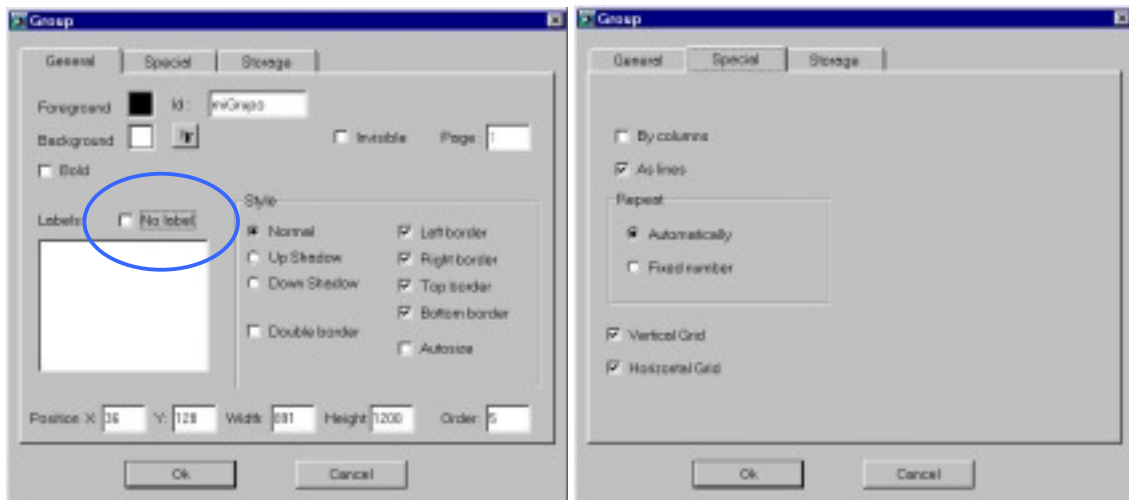 Group
General Special Storage
Foreground Id: miGrupo
Background Invisible Page: 1
Bold
Labels: No label
Style
Normal Left border
Up Shadow Right border
Down Shadow Top border
Bottom border
Double border
Autosize
Position X: 36 Y: 128 Width: 881 Height: 1200 Order: 5
Ok Cancel
Group
General Special Storage
By columns
As lines
Repeat
Automatically
Fixed number
Vertical Grid
Horizontal Grid
Ok Cancel